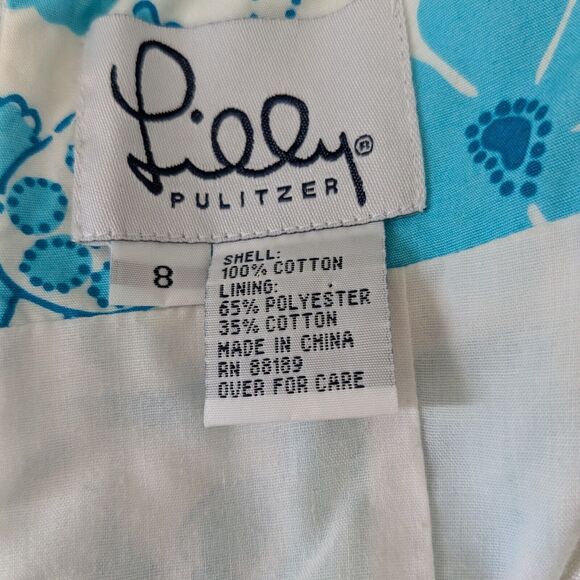 Lilly®
PULITZER
8
SHELL:
100% COTTON
LINING:
65% POLYESTER
35% COTTON
MADE IN CHINA
RN 88189
OVER FOR CARE